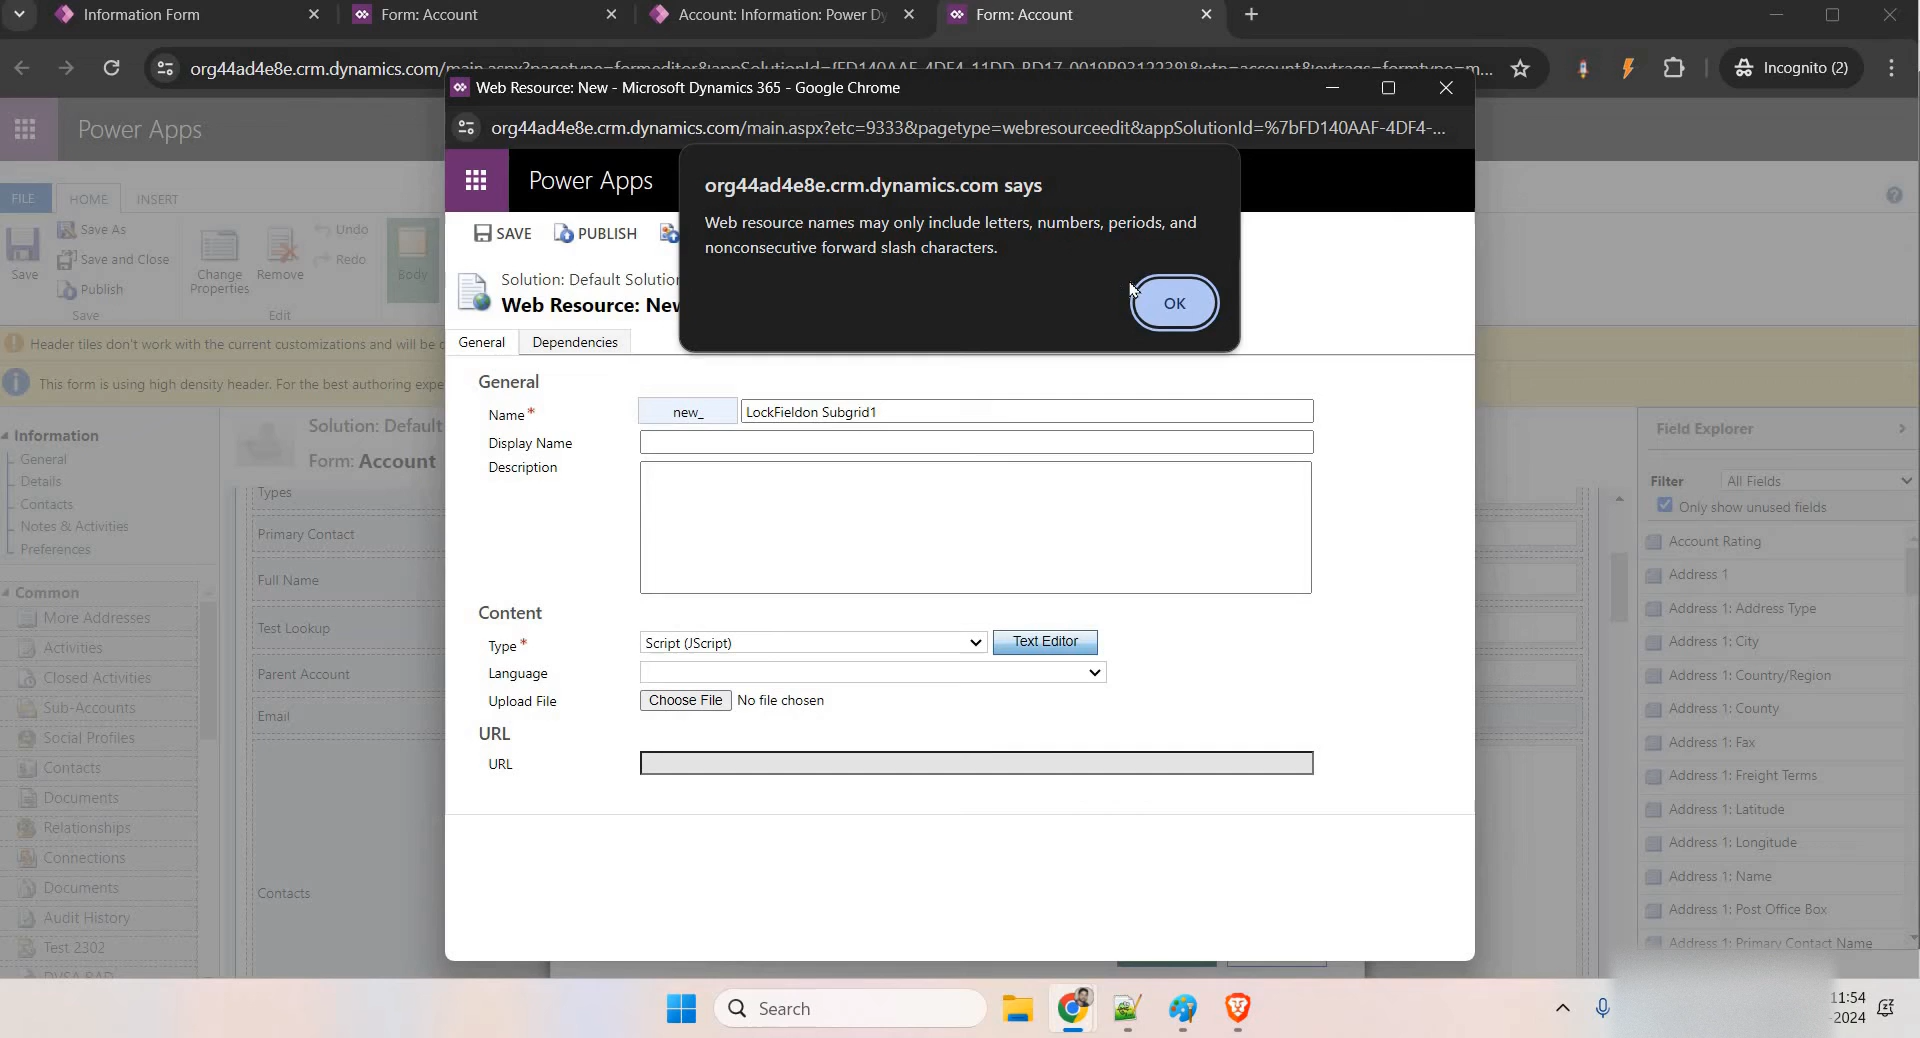 Information Form
Form: Account
Account: Information: Power Dy
Form: Account
org44ad4e8e.crm.dynamics.com/
Incognito (2)
Web Resource: New - Microsoft Dynamics 365 - Google Chrome
org44ad4e8e.crm.dynamics.com/main.aspx?etc=9333&pagetype=webresourceedit&appSolutionId=%7bFD140AAF-4DF4-...
Power Apps
Power Apps
org44ad4e8e.crm.dynamics.com says
Web resource names may only include letters, numbers, periods, and
nonconsecutive forward slash characters.
OK
FILE
HOME
INSERT
Save
Save As
Save and Close
Publish
Save
Change
Properties
Remove
Undo
Redo
Edit
Body
SAVE
PUBLISH
Solution: Default Solution
Web Resource: New
General
Dependencies
Header tiles don't work with the current customizations and will be
This form is using high density header. For the best authoring expe
Information
General
Details
Contacts
Notes & Activities
Preferences
Common
More Addresses
Activities
Closed Activities
Sub-Accounts
Social Profiles
Contacts
Documents
Relationships
Connections
Documents
Audit History
Test 2302
Solution: Default
Form: Account
Types
Primary Contact
Full Name
Test Lookup
Parent Account
Email
Contacts
General
Name*
new_
LockFieldon Subgrid1
Display Name
Description
Content
Type*
Script (JScript)
Text Editor
Language
Upload File
Choose File
No file chosen
URL
URL
Field Explorer
Filter
All Fields
Only show unused fields
Account Rating
Address 1
Address 1: Address Type
Address 1: City
Address 1: Country/Region
Address 1: County
Address 1: Fax
Address 1: Freight Terms
Address 1: Latitude
Address 1: Longitude
Address 1: Name
Address 1: Post Office Box
Address 1: Primary Contact Name
Search
11:54
-2024